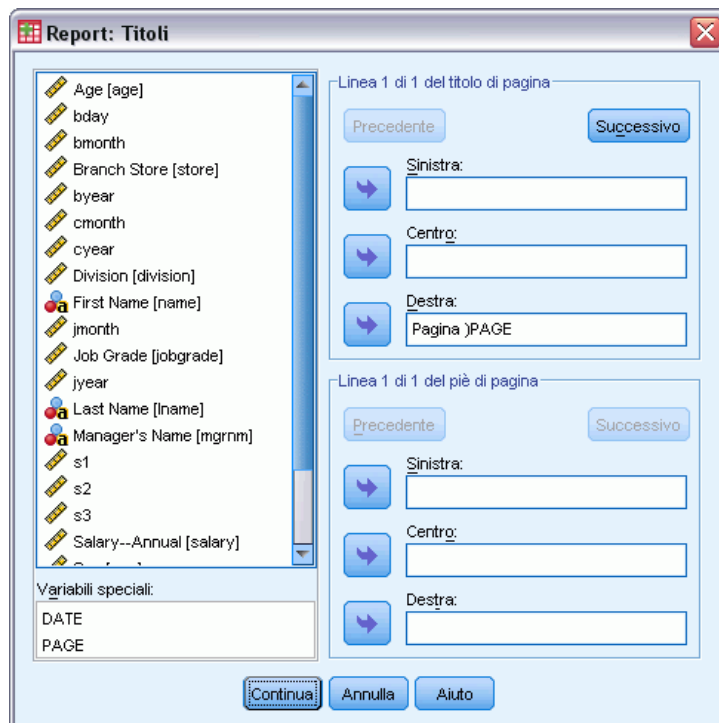 Report: Titoli
Age [age]
bday
bmonth
Branch Store [store]
byear
cmonth
cyear
Division [division]
First Name [name]
jmonth
Job Grade [jobgrade]
jyear
Last Name [lname]
Manager's Name [mgrnm]
s1
s2
s3
Salary--Annual [salary]
Variabili speciali:
DATE
PAGE
Linea 1 di 1 del titolo di pagina
Precedente
Successivo
Sinistra:
Centro:
Destra:
Pagina )PAGE
Linea 1 di 1 del piè di pagina
Precedente
Successivo
Sinistra:
Centro:
Destra:
Continua
Annulla
Aiuto